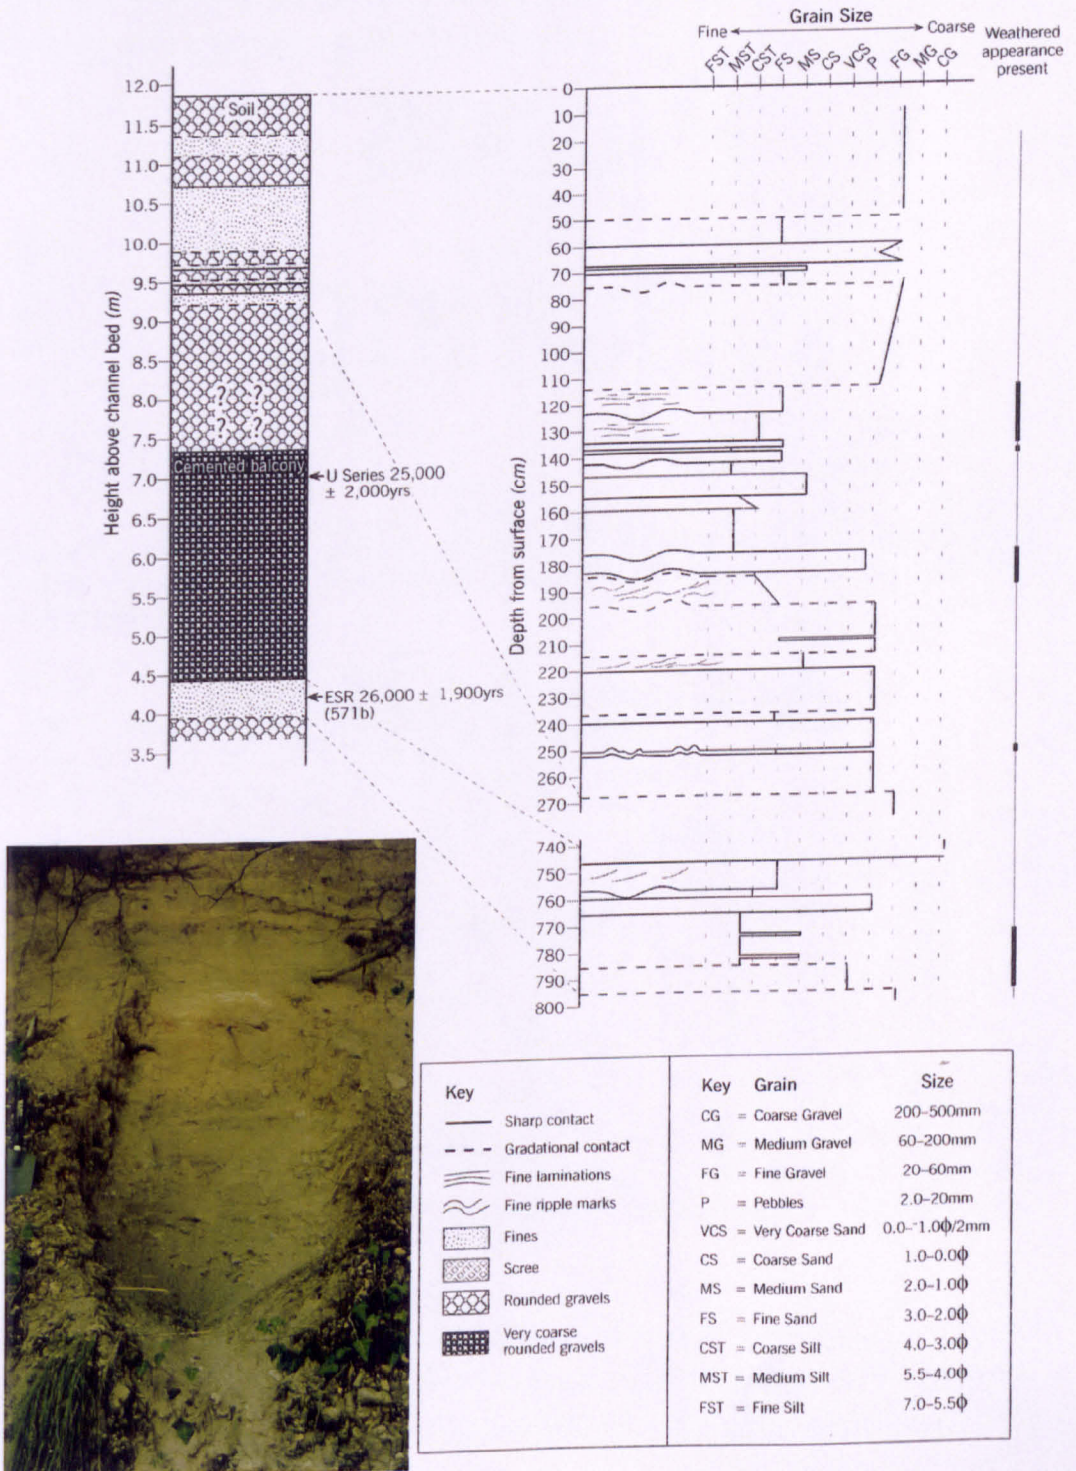 Grain Size
Fine Coarse
Weathered
appearance
present
FST MST CST FS MS CS VCS P FG MG CG
Height above channel bed (m)
12.0
11.5
11.0
10.5
10.0
9.5
9.0
8.5
8.0
7.5
7.0
6.5
6.0
5.5
5.0
4.5
4.0
3.5
Soil
? ?
? ?
Cemented balcony
U Series 25,000
± 2,000yrs
ESR 26,000 ± 1,900yrs
(571b)
Depth from surface (cm)
0
10
20
30
40
50
60
70
80
90
100
110
120
130
140
150
160
170
180
190
200
210
220
230
240
250
260
270
740
750
760
770
780
790
800
Key
Sharp contact
Gradational contact
Fine laminations
Fine ripple marks
Fines
Scree
Rounded gravels
Very coarse
rounded gravels
Key Grain Size
CG = Coarse Gravel 200–500mm
MG = Medium Gravel 60–200mm
FG = Fine Gravel 20–60mm
P = Pebbles 2.0–20mm
VCS = Very Coarse Sand 0.0–-1.0ϕ/2mm
CS = Coarse Sand 1.0–0.0ϕ
MS = Medium Sand 2.0–1.0ϕ
FS = Fine Sand 3.0–2.0ϕ
CST = Coarse Silt 4.0–3.0ϕ
MST = Medium Silt 5.5–4.0ϕ
FST = Fine Silt 7.0–5.5ϕ